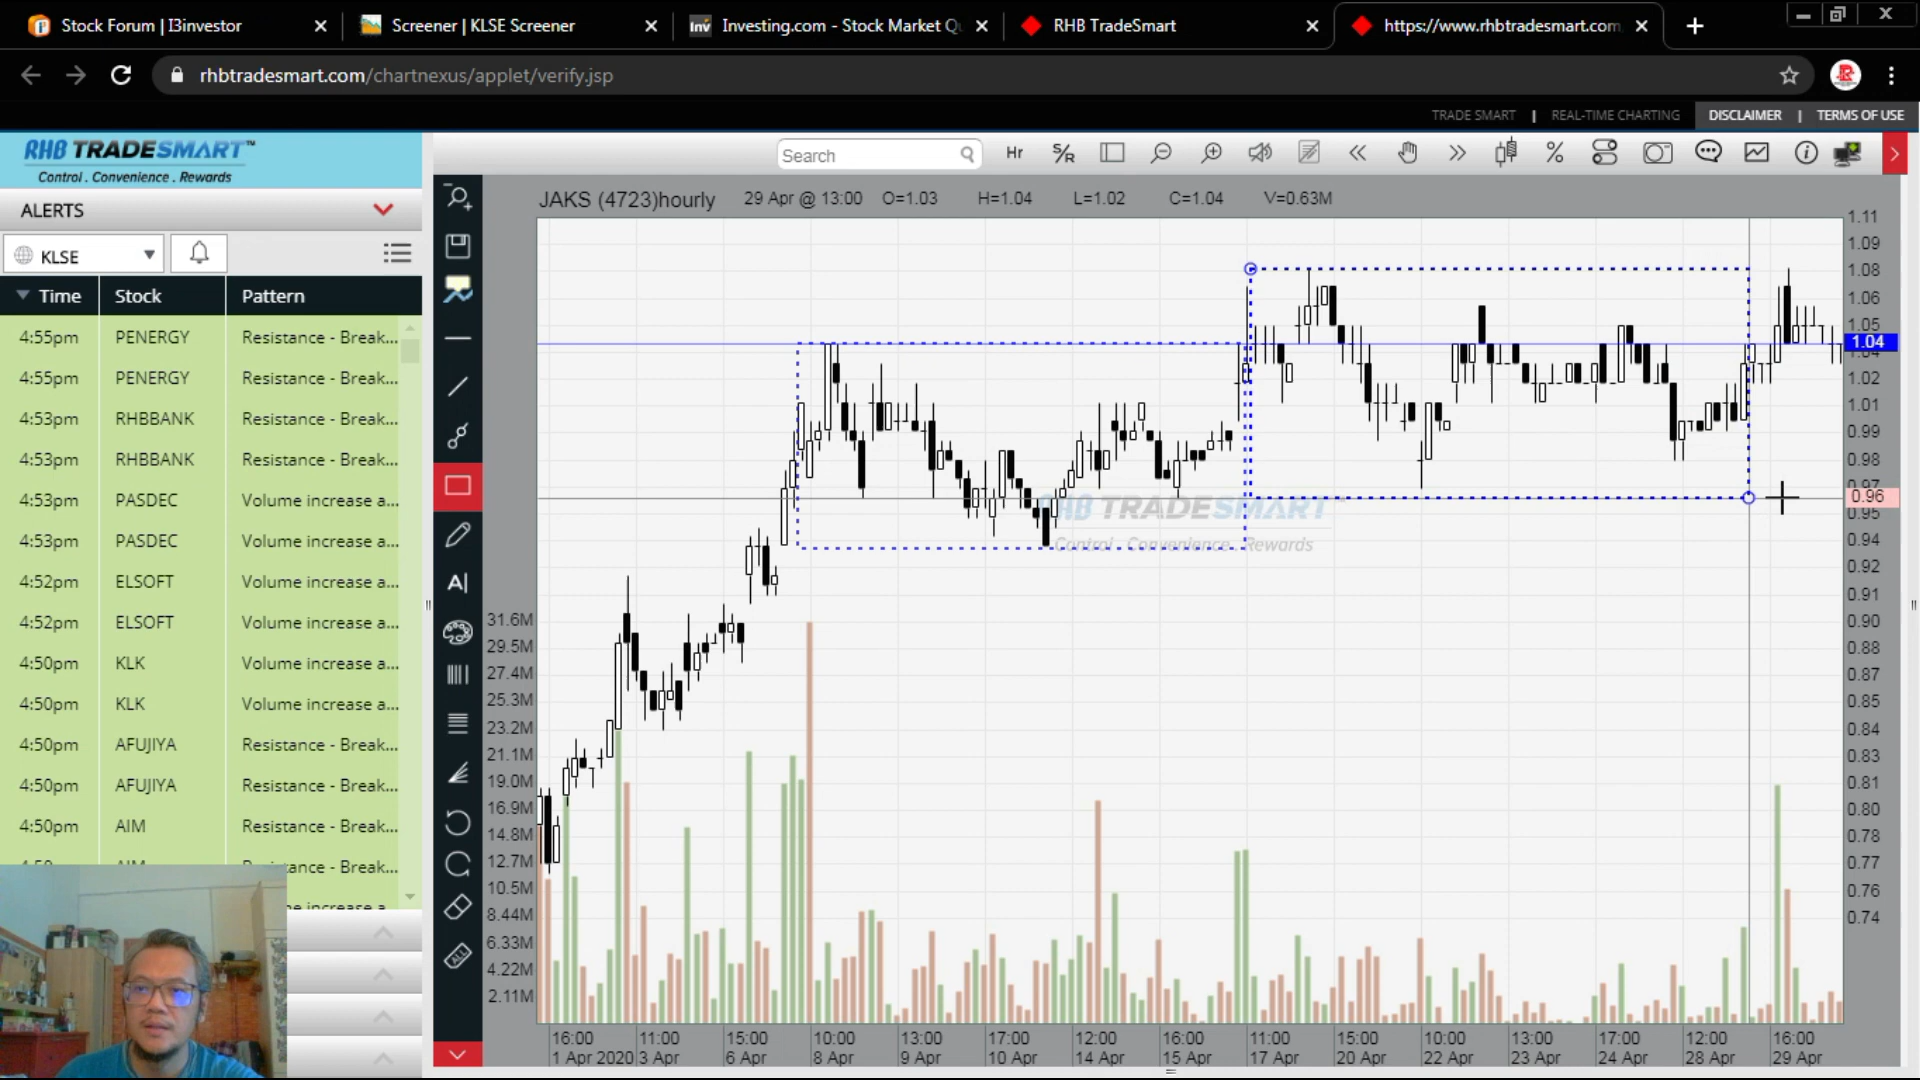 Stock Forum | I3investor
Screener | KLSE Screener
Inv Investing.com - Stock Market Q
RHB TradeSmart
https://www.rhbtradesmart.com
rhbtradesmart.com/chartnexus/applet/verify.jsp
TRADE SMART | REAL-TIME CHARTING DISCLAIMER | TERMS OF USE
RHB TRADESMART™
Control . Convenience . Rewards
Search
Hr
S/R
ALERTS
JAKS (4723)hourly 29 Apr @ 13:00 O=1.03 H=1.04 L=1.02 C=1.04 V=0.63M
KLSE
Time Stock Pattern
4:55pm PENERGY Resistance - Break...
4:55pm PENERGY Resistance - Break...
4:53pm RHBBANK Resistance - Break...
4:53pm RHBBANK Resistance - Break...
4:53pm PASDEC Volume increase a...
4:53pm PASDEC Volume increase a...
4:52pm ELSOFT Volume increase a...
4:52pm ELSOFT Volume increase a...
4:50pm KLK Volume increase a...
4:50pm KLK Volume increase a...
4:50pm AFUJIYA Resistance - Break...
4:50pm AFUJIYA Resistance - Break...
4:50pm AIM Resistance - Break...
A|
ALL
1.11
1.09
1.08
1.06
1.05
1.04
1.04
1.02
1.01
0.99
0.98
0.97
0.96
0.95
0.94
0.92
0.91
0.90
0.88
0.87
0.85
0.84
0.83
0.81
0.80
0.78
0.77
0.76
0.74
RHB TRADESMART
Control . Convenience . Rewards
31.6M
29.5M
27.4M
25.3M
23.2M
21.1M
19.0M
16.9M
14.8M
12.7M
10.5M
8.44M
6.33M
4.22M
2.11M
16:00 11:00 15:00 10:00 13:00 17:00 12:00 16:00 11:00 15:00 10:00 13:00 17:00 12:00 16:00
1 Apr 2020 3 Apr 6 Apr 8 Apr 9 Apr 10 Apr 14 Apr 15 Apr 17 Apr 20 Apr 22 Apr 23 Apr 24 Apr 28 Apr 29 Apr